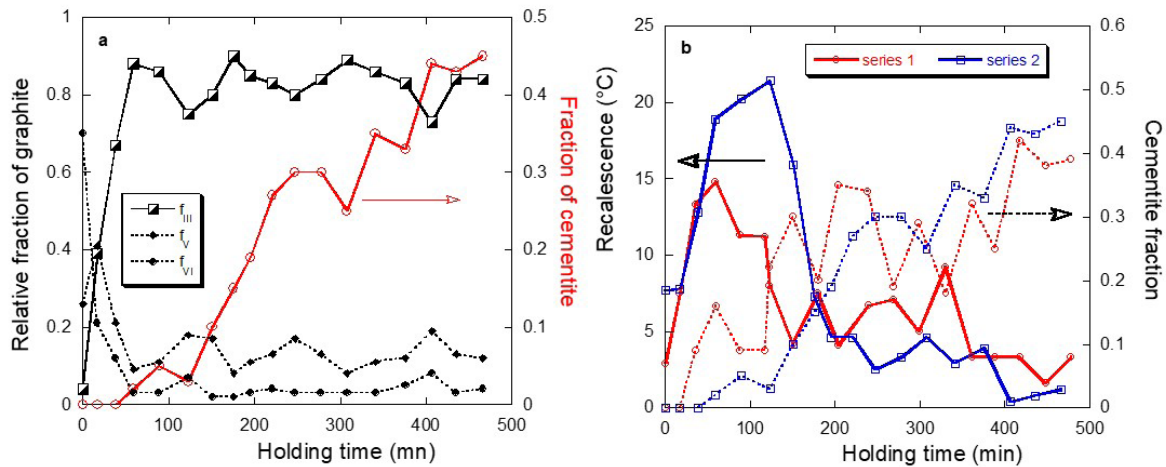 a
Relative fraction of graphite
1
0.8
0.6
0.4
0.2
0
f_III
f_V
f_VI
0.5
0.4
0.3
0.2
0.1
0
Fraction of cementite
0 100 200 300 400 500
Holding time (mn)
b
Recalescence (°C)
25
20
15
10
5
0
series 1 series 2
0.6
0.5
0.4
0.3
0.2
0.1
0
Cementite fraction
0 100 200 300 400 500
Holding time (min)